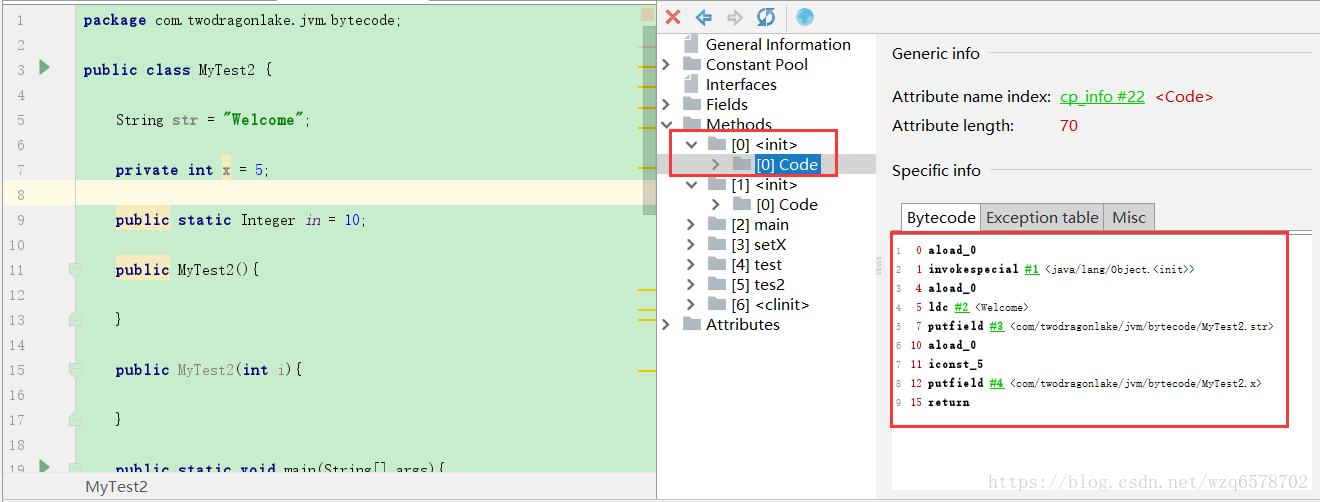 1 package com.twodragonlake.jvm.bytecode;
2
3 public class MyTest2 {
4
5 String str = "Welcome";
6
7 private int x = 5;
8
9 public static Integer in = 10;
10
11 public MyTest2(){
12
13 }
14
15 public MyTest2(int i){
16
17 }
18
19 public static void main(String[] args){
MyTest2
General Information
Constant Pool
Interfaces
Fields
Methods
[0] <init>
[0] Code
[1] <init>
[0] Code
[2] main
[3] setX
[4] test
[5] tes2
[6] <clinit>
Attributes
Generic info
Attribute name index: cp_info #22 <Code>
Attribute length: 70
Specific info
Bytecode Exception table Misc
1 0 aload_0
2 1 invokespecial #1 <java/lang/Object.<init>>
3 4 aload_0
4 5 ldc #2 <Welcome>
5 7 putfield #3 <com/twodragonlake/jvm/bytecode/MyTest2.str>
6 10 aload_0
7 11 iconst_5
8 12 putfield #4 <com/twodragonlake/jvm/bytecode/MyTest2.x>
9 15 return
https://blog.csdn.net/wzq6578702